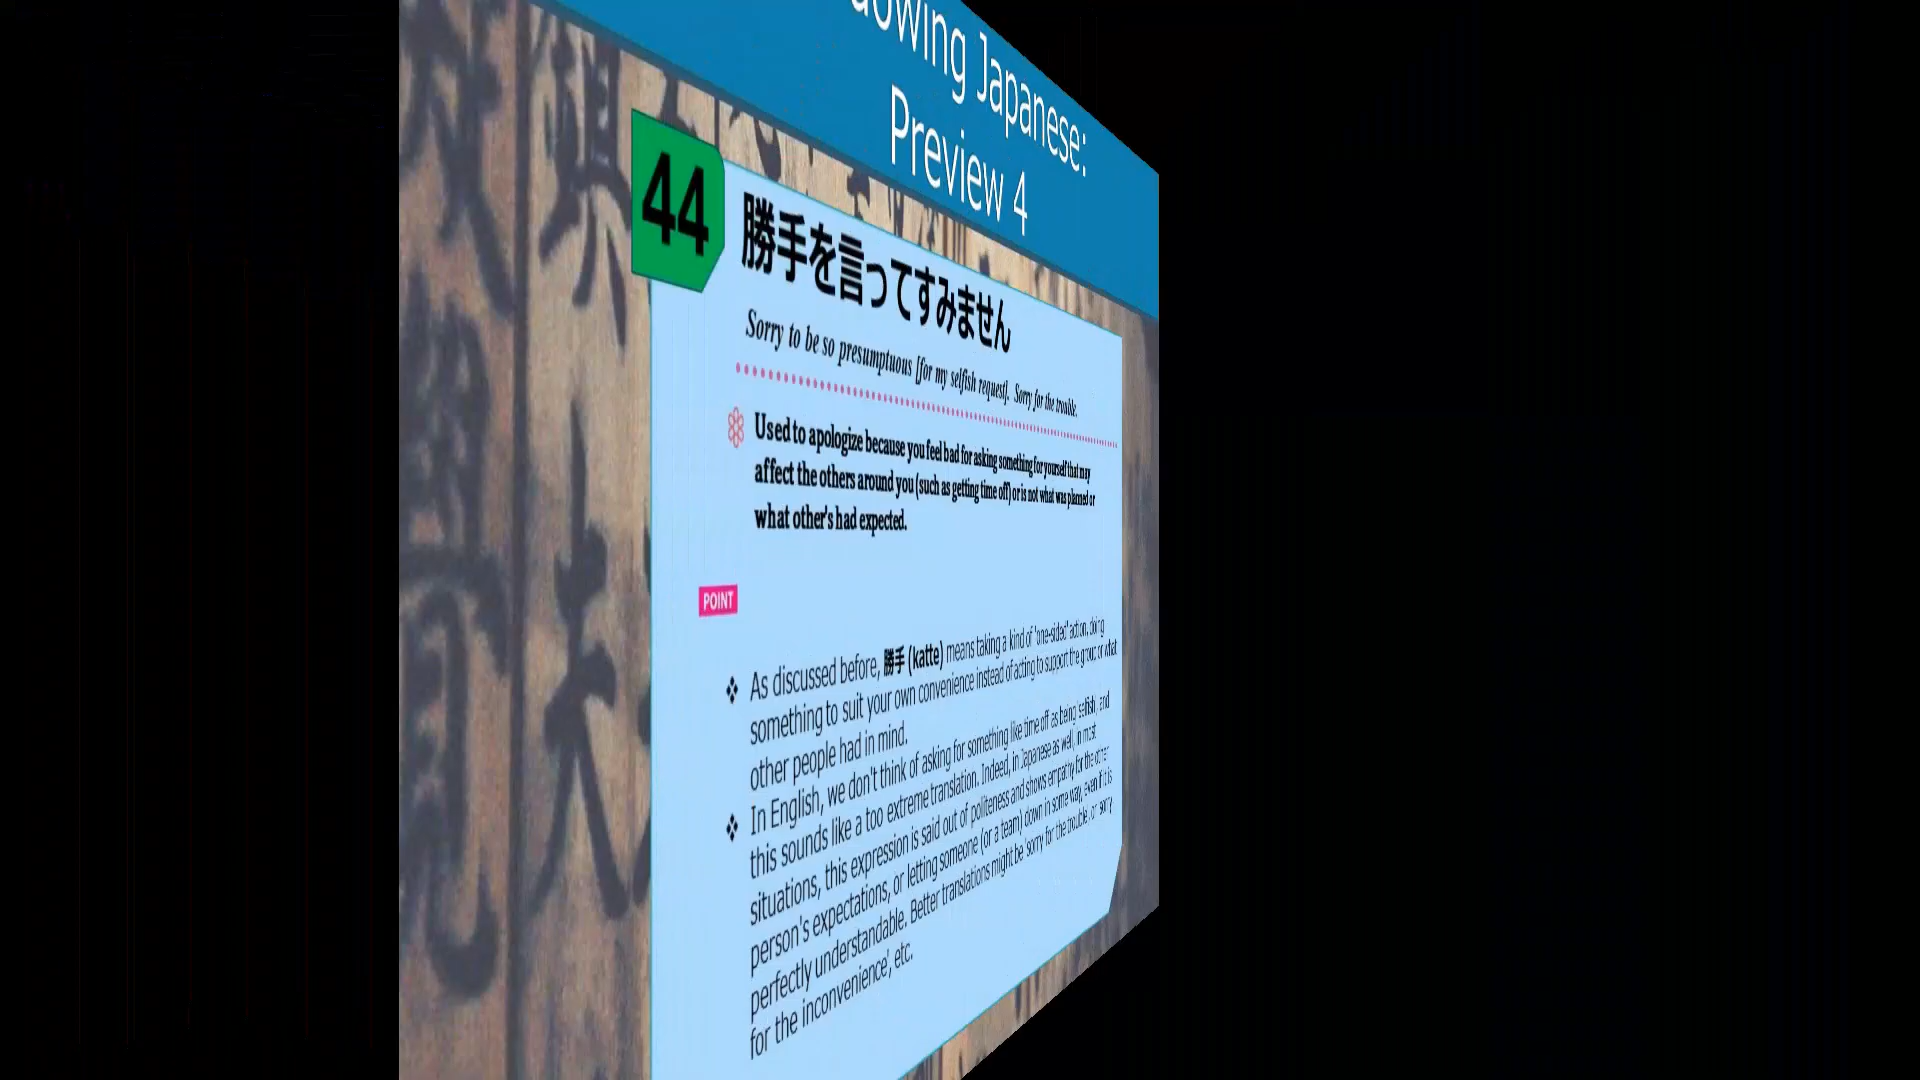 owing Japanese:
Preview 4
44
勝手を言ってすみません
Sorry to be so presumptuous [for my selfish request]. Sorry for the trouble.
Used to apologize because you feel bad for asking something for yourself that may
affect the others around you (such as getting time off) or is not what was planned or
what other's had expected.
POINT
As discussed before, 勝手 (katte) means taking a kind of 'one-sided' action, doing
something to suit your own convenience instead of acting to support the group or what
other people had in mind.
In English, we don't think of asking for something like time off as being 'selfish', and
this sounds like a too extreme translation. Indeed, in Japanese as well, in most
situations, this expression is said out of politeness and shows empathy for the other
person's expectations, or letting someone (or a team) down in some way, even if it is
perfectly understandable. Better translations might be 'sorry for the trouble', or 'sorry
for the inconvenience', etc.